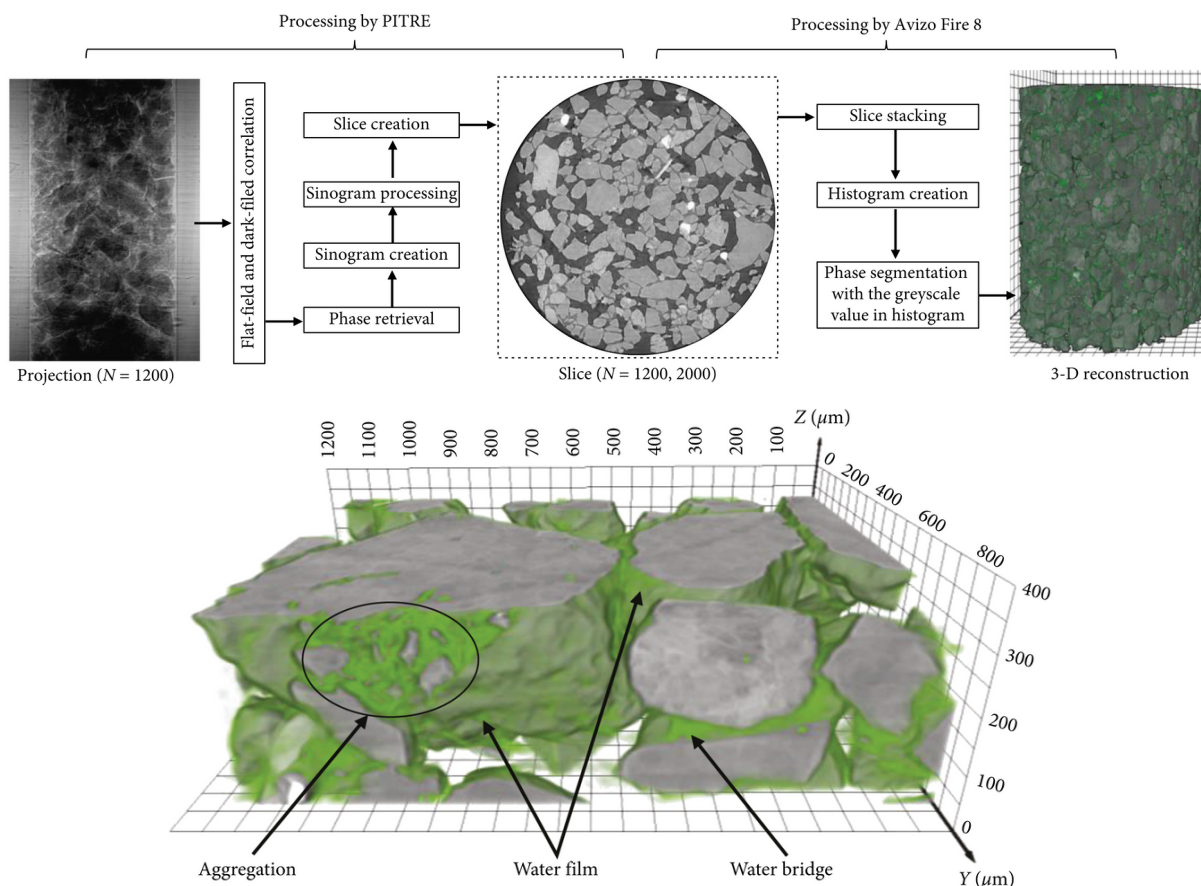 Processing by PITRE
Processing by Avizo Fire 8
Flat-field and dark-filed correlation
Slice creation
Sinogram processing
Sinogram creation
Phase retrieval
Slice stacking
Histogram creation
Phase segmentation
with the greyscale
value in histogram
Projection (N = 1200)
Slice (N = 1200, 2000)
3-D reconstruction
Z (μm)
1200
1100
1000
900
800
700
600
500
400
300
200
100
0
200
400
600
800
400
300
200
100
0
Aggregation
Water film
Water bridge
Y (μm)